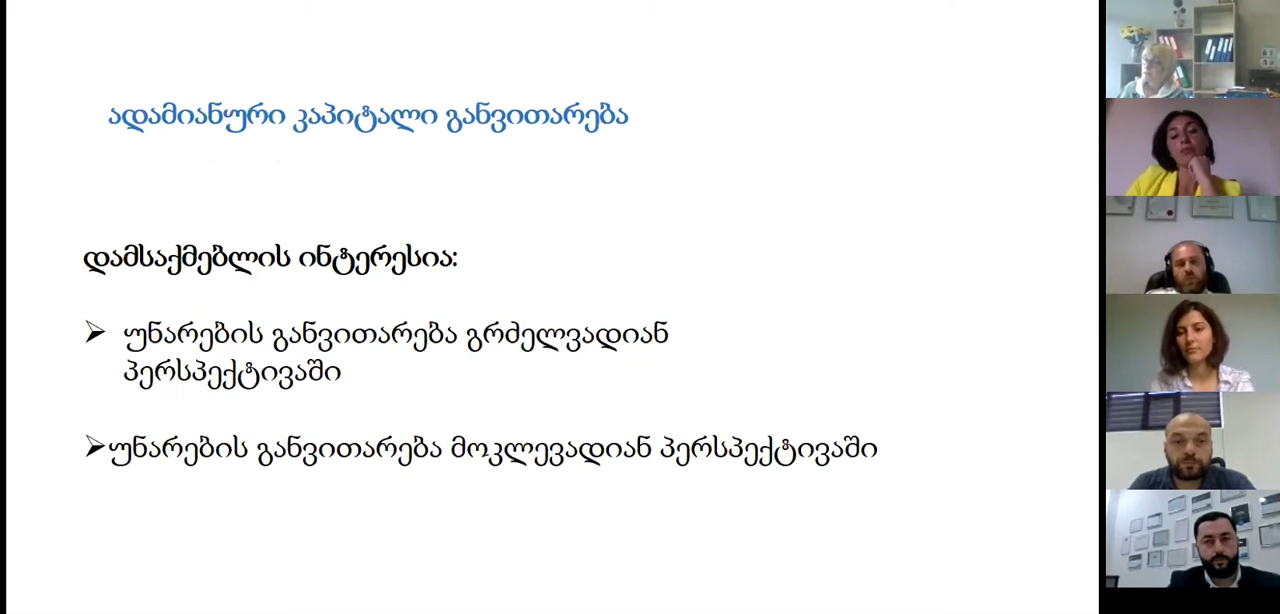 ადამიანური კაპიტალი განვითარება
დამსაქმებლის ინტერესია:
➢ უნარების განვითარება გრძელვადიან
პერსპექტივაში
➢უნარების განვითარება მოკლევადიან პერსპექტივაში